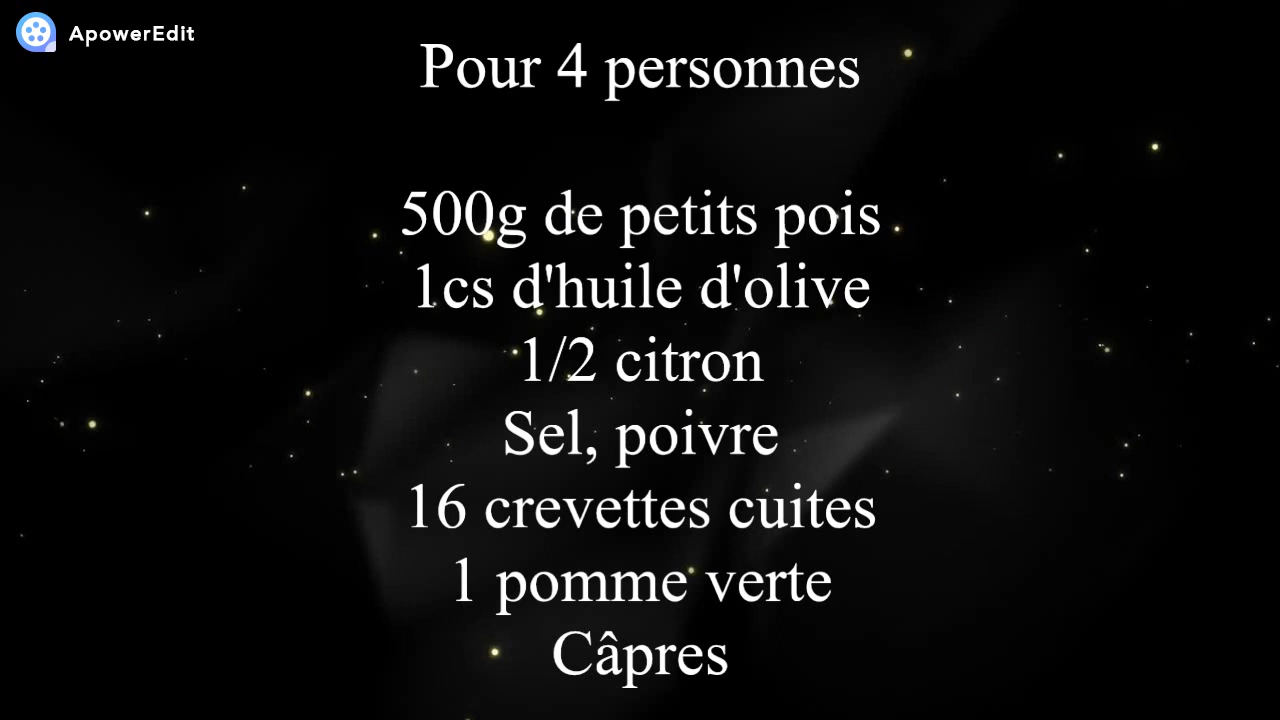 ApowerEdit
Pour 4 personnes
500g de petits pois
1cs d'huile d'olive
1/2 citron
Sel, poivre
16 crevettes cuites
1 pomme verte
Câpres